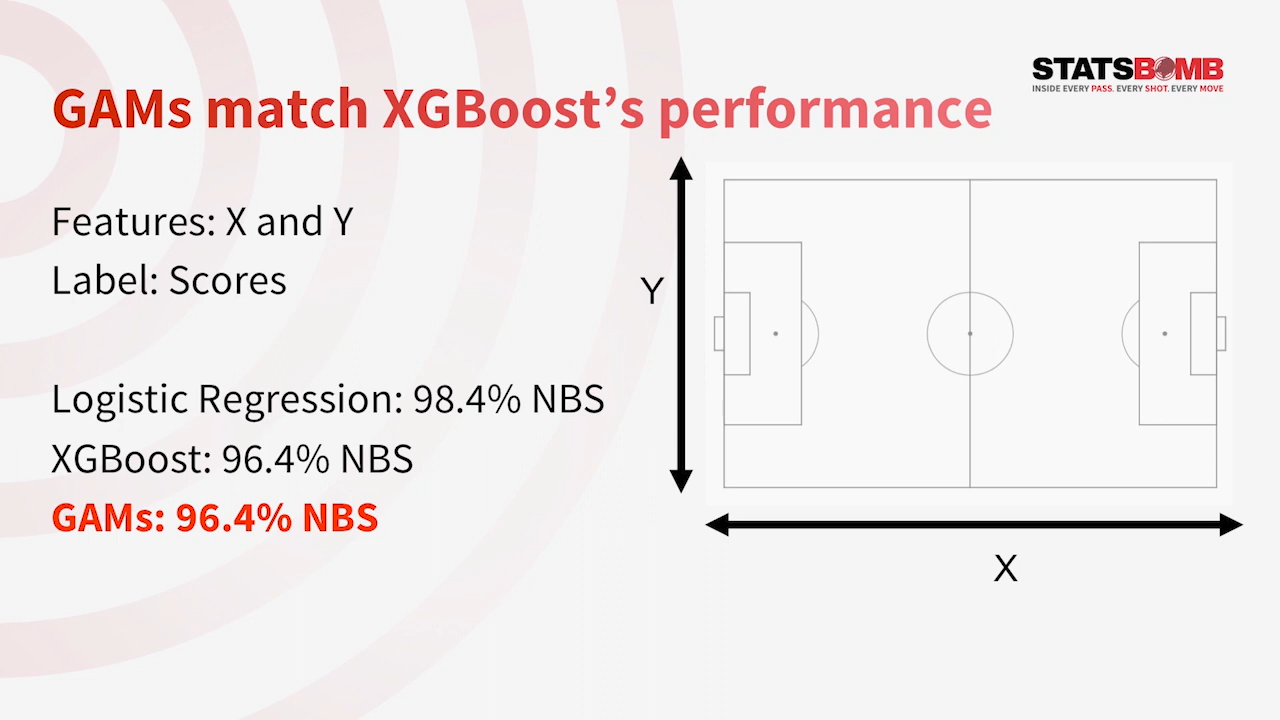 STATSBOMB
INSIDE EVERY PASS. EVERY SHOT. EVERY MOVE
GAMs match XGBoost’s performance
Features: X and Y
Label: Scores
Logistic Regression: 98.4% NBS
XGBoost: 96.4% NBS
GAMs: 96.4% NBS
Y
X